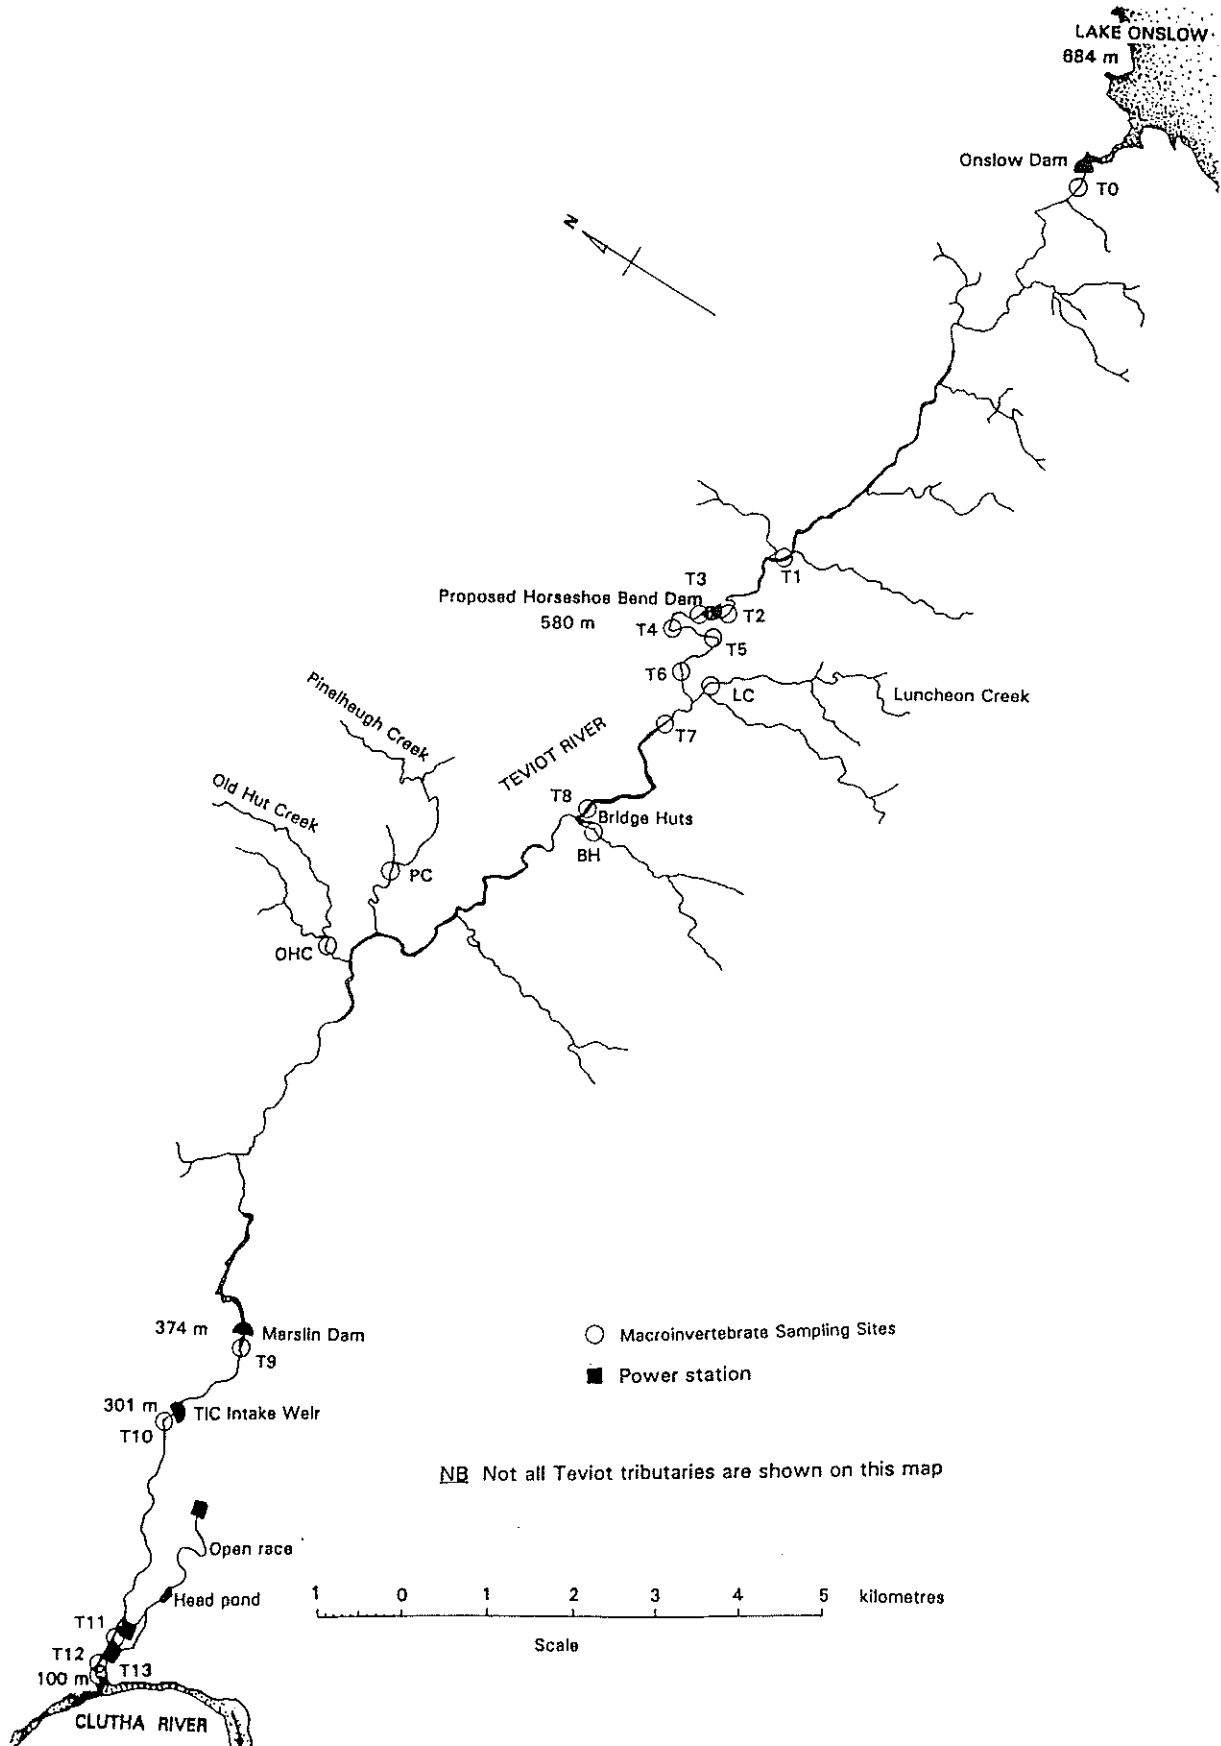 LAKE ONSLOW
684 m
Onslow Dam
T0
N
T1
T3
Proposed Horseshoe Bend Dam
T2
580 m
T4
T5
T6
LC
Luncheon Creek
Pinelheugh Creek
T7
TEVIOT RIVER
Old Hut Creek
T8
Bridge Huts
BH
PC
OHC
374 m
Marslin Dam
Macroinvertebrate Sampling Sites
T9
Power station
301 m
TIC Intake Weir
T10
NB Not all Teviot tributaries are shown on this map
Open race
Head pond
1 0 1 2 3 4 5 kilometres
Scale
T11
T12
T13
100 m
CLUTHA RIVER